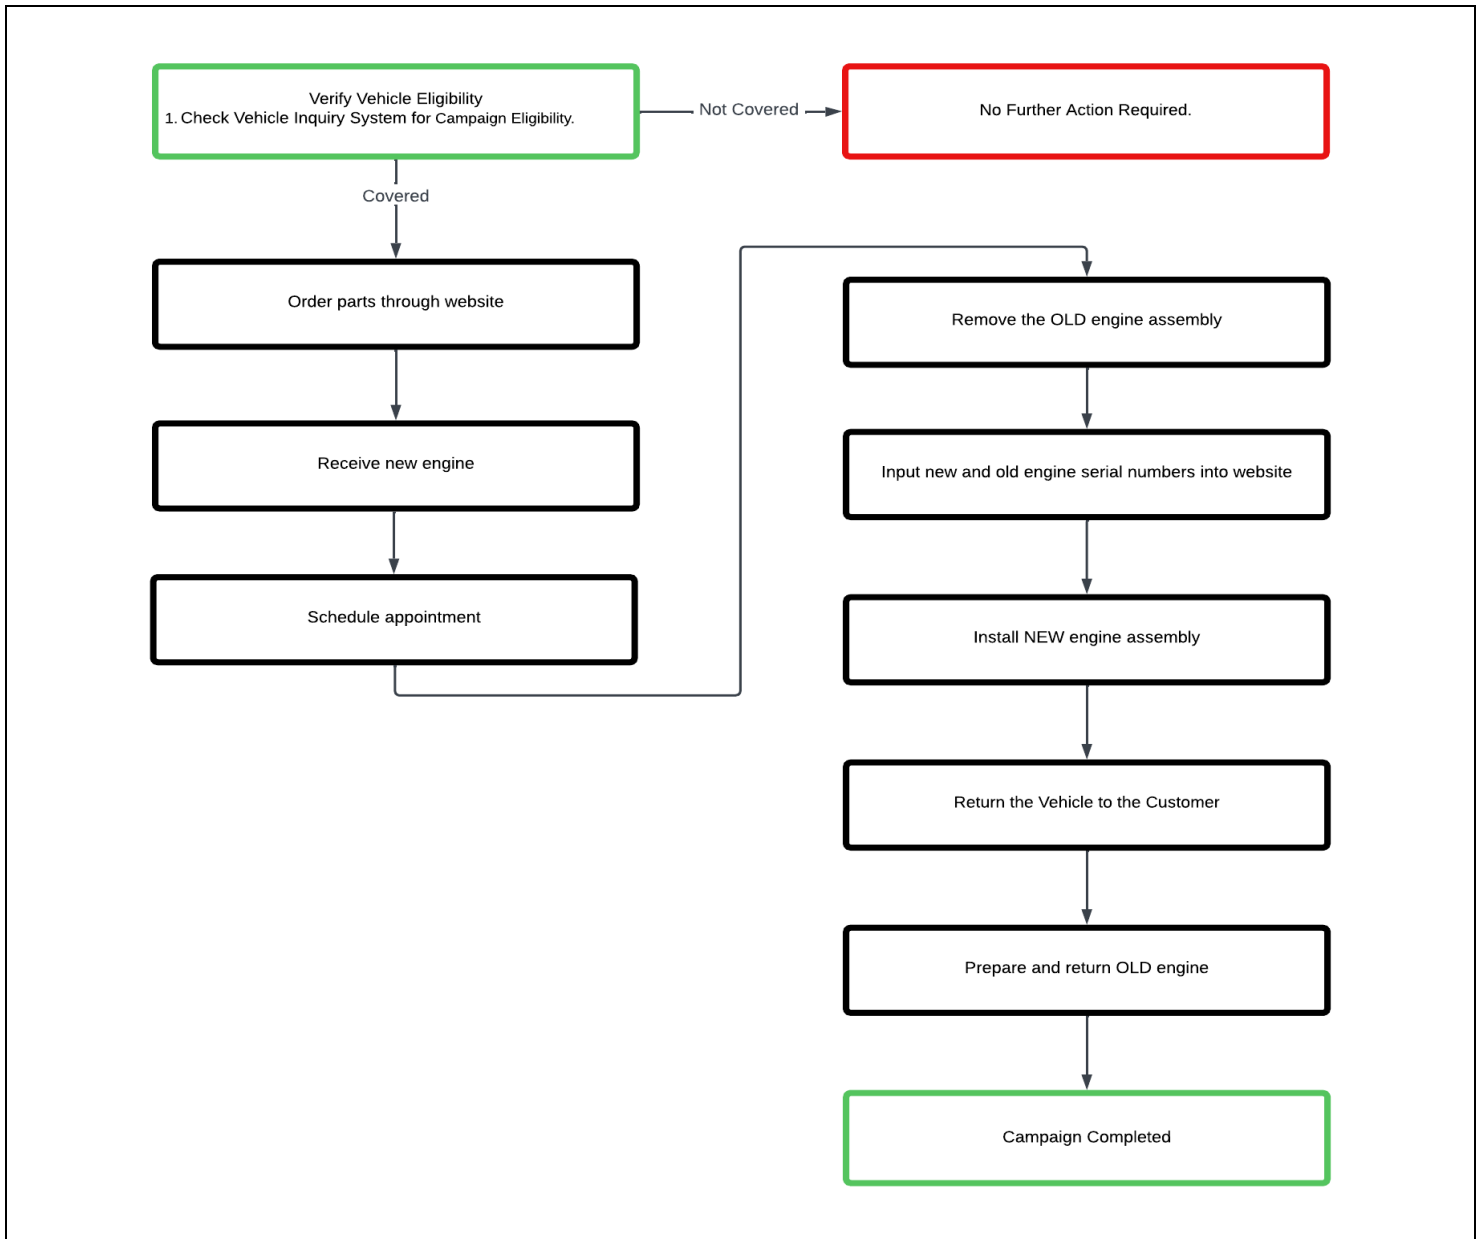 Verify Vehicle Eligibility
1. Check Vehicle Inquiry System for Campaign Eligibility.
Not Covered
No Further Action Required.
Covered
Order parts through website
Receive new engine
Schedule appointment
Remove the OLD engine assembly
Input new and old engine serial numbers into website
Install NEW engine assembly
Return the Vehicle to the Customer
Prepare and return OLD engine
Campaign Completed